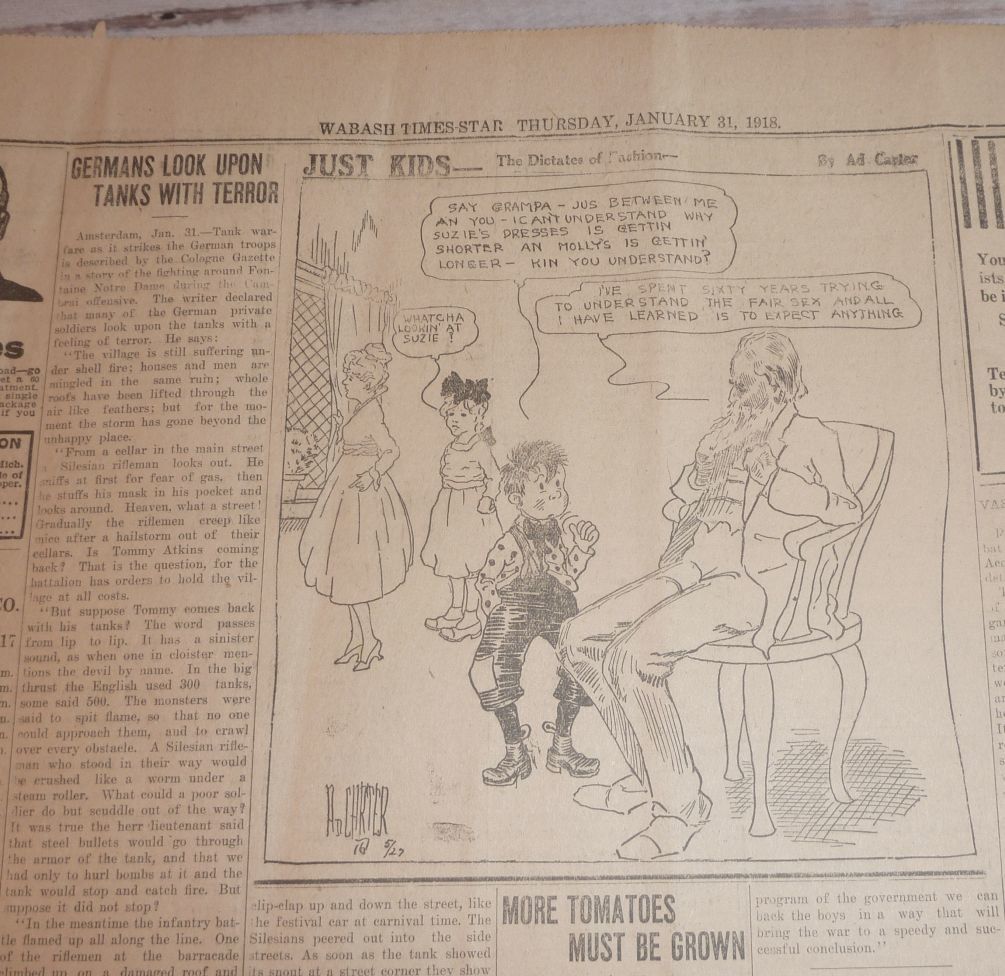 WABASH TIMES-STAR THURSDAY, JANUARY 31, 1918.
GERMANS LOOK UPON
TANKS WITH TERROR
Amsterdam, Jan. 31.—Tank war-
fare as it strikes the German troops
is described by the Cologne Gazette
in a story of the fighting around Fon-
taine Notre Dame during the Cam-
brai offensive. The writer declared
that many of the German private
soldiers look upon the tanks with a
feeling of terror. He says:
"The village is still suffering un-
der shell fire; houses and men are
mingled in the same ruin; whole
roofs have been lifted through the
air like feathers; but for the mo-
ment the storm has gone beyond the
unhappy place.
"From a cellar in the main street
a Silesian rifleman looks out. He
sniffs at first for fear of gas, then
he stuffs his mask in his pocket and
looks around. Heaven, what a street!
Gradually the riflemen creep like
mice after a hailstorm out of their
cellars. Is Tommy Atkins coming
back? That is the question, for the
battalion has orders to hold the vil-
lage at all costs.
"But suppose Tommy comes back
with his tanks? The word passes
from lip to lip. It has a sinister
sound, as when one in cloister men-
tions the devil by name. In the big
thrust the English used 300 tanks,
some said 500. The monsters were
said to spit flame, so that no one
could approach them, and to crawl
over every obstacle. A Silesian rifle-
man who stood in their way would
be crushed like a worm under a
steam roller. What could a poor sol-
dier do but scuddle out of the way?
It was true the herr lieutenant said
that steel bullets would go through
the armor of the tank, and that we
had only to hurl bombs at it and the
tank would stop and catch fire. But
suppose it did not stop?
"In the meantime the infantry bat-
tle flamed up all along the line. One
of the riflemen at the barracade
climbed up on a damaged roof and
JUST KIDS— The Dictates of Fashion— By Ad Carter
SAY GRAMPA - JUS BETWEEN ME
AN YOU - I CANT UNDERSTAND WHY
SUZIE'S DRESSES IS GETTIN
SHORTER AN MOLLY'S IS GETTIN'
LONGER - KIN YOU UNDERSTAND?
I'VE SPENT SIXTY YEARS TRYING
TO UNDERSTAND THE FAIR SEX AND ALL
I HAVE LEARNED IS TO EXPECT ANYTHING
WHATCHA
LOOKIN' AT
SUZIE?
AD CARTER
5/27
clip-clap up and down the street, like
the festival car at carnival time. The
Silesians peered out into the side
streets. As soon as the tank showed
its snout at a street corner they show
MORE TOMATOES
MUST BE GROWN
program of the government we can
back the boys in a way that will
bring the war to a speedy and suc-
cessful conclusion."